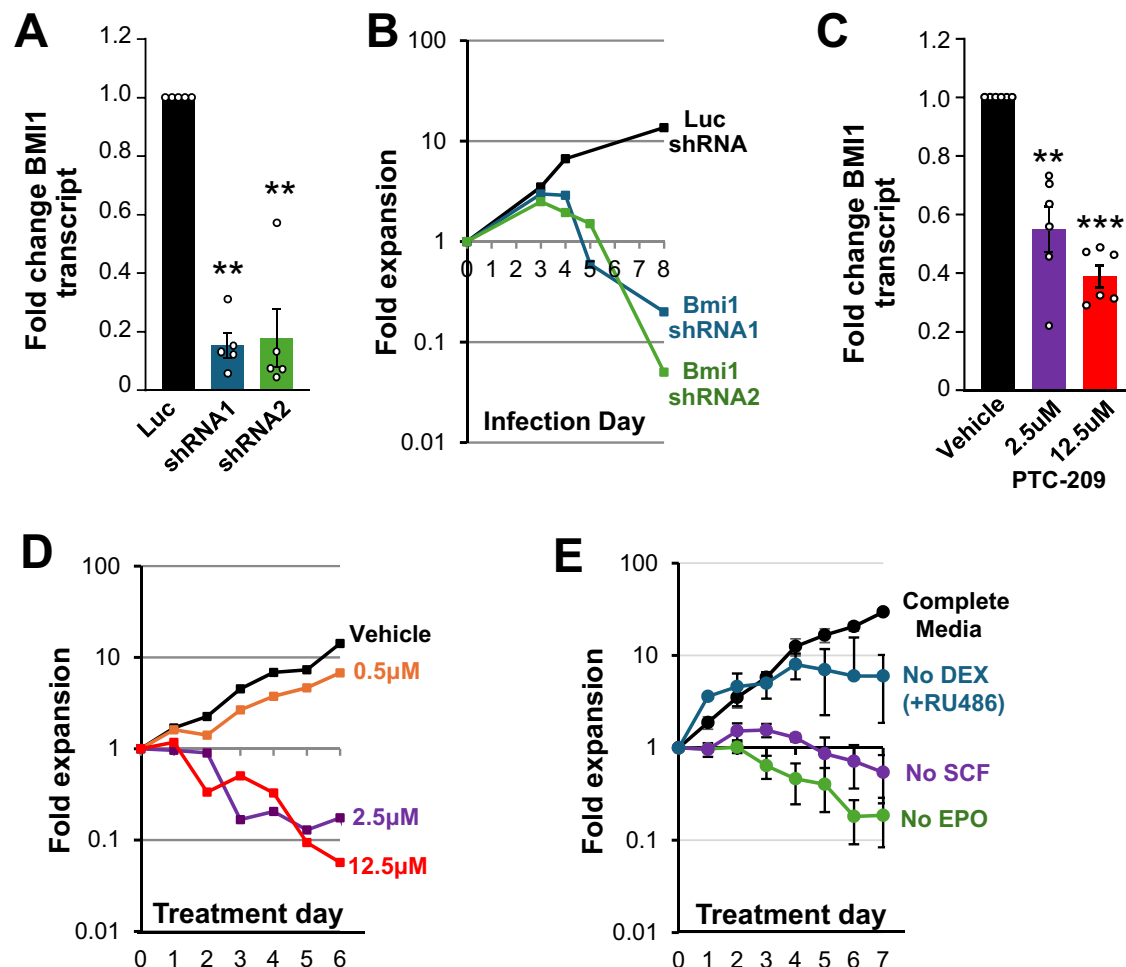 A
Fold change BMI1
transcript
1.2
1.0
0.8
0.6
0.4
0.2
0
**
**
Luc
shRNA1
shRNA2
B
Fold expansion
100
10
1
0.1
0.01
0 3 4 5 6 7 8
Luc
shRNA
Bmi1
shRNA1
Bmi1
shRNA2
Infection Day
C
Fold change BMI1
transcript
1.2
1.0
0.8
0.6
0.4
0.2
0
**
***
Vehicle
2.5uM
12.5uM
PTC-209
D
Fold expansion
100
10
1
0.1
0.01
Vehicle
0.5µM
2.5µM
12.5µM
Treatment day
0 1 2 3 4 5 6
E
Fold expansion
100
10
1
0.1
0.01
Complete
Media
No DEX
(+RU486)
No SCF
No EPO
Treatment day
0 1 2 3 4 5 6 7